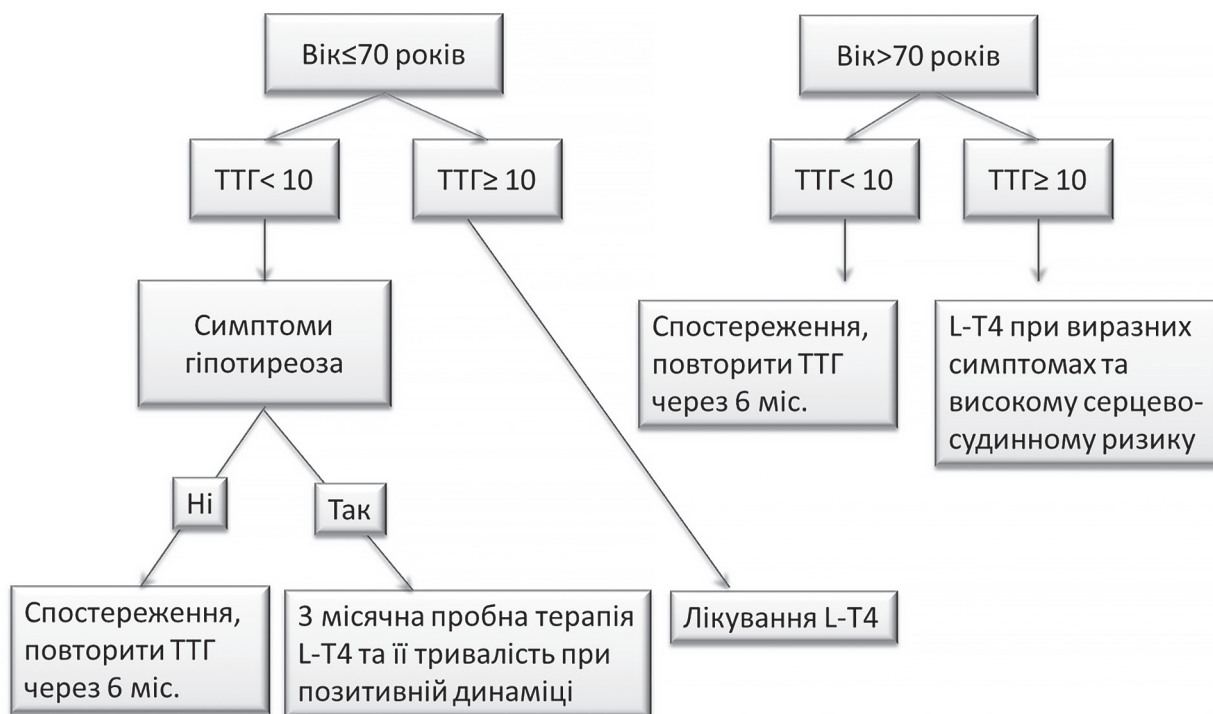 Вік≤70 років
ТТГ< 10
ТТГ≥ 10
Симптоми
гіпотиреоза
Ні
Так
Спостереження,
повторити ТТГ
через 6 міс.
3 місячна пробна терапія
L-T4 та її тривалість при
позитивній динаміці
Лікування L-T4
Вік>70 років
ТТГ< 10
ТТГ≥ 10
Спостереження,
повторити ТТГ
через 6 міс.
L-T4 при виразних
симптомах та
високому серцево-
судинному ризику